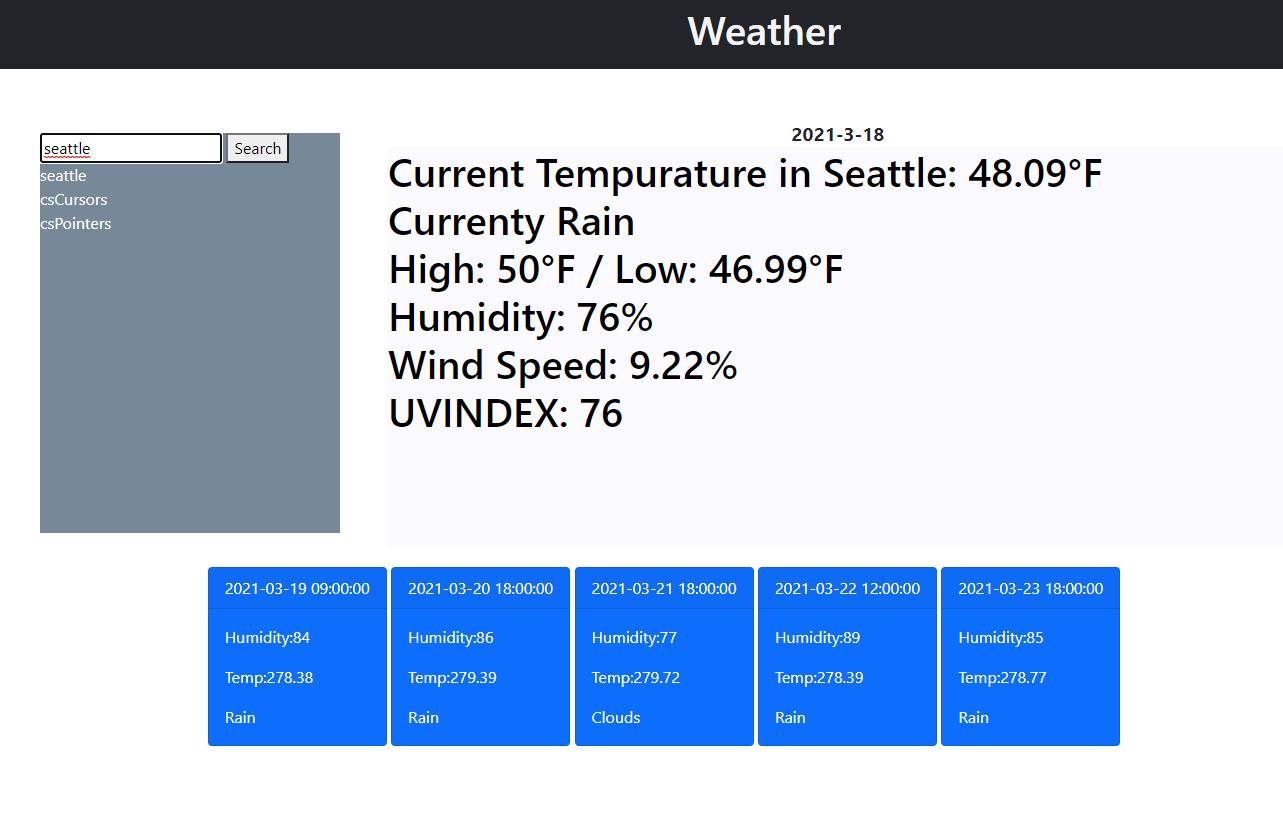 Weather
seattle Search
seattle
csCursors
csPointers
2021-3-18
Current Tempurature in Seattle: 48.09°F
Currenty Rain
High: 50°F / Low: 46.99°F
Humidity: 76%
Wind Speed: 9.22%
UVINDEX: 76
2021-03-19 09:00:00
Humidity:84
Temp:278.38
Rain
2021-03-20 18:00:00
Humidity:86
Temp:279.39
Rain
2021-03-21 18:00:00
Humidity:77
Temp:279.72
Clouds
2021-03-22 12:00:00
Humidity:89
Temp:278.39
Rain
2021-03-23 18:00:00
Humidity:85
Temp:278.77
Rain